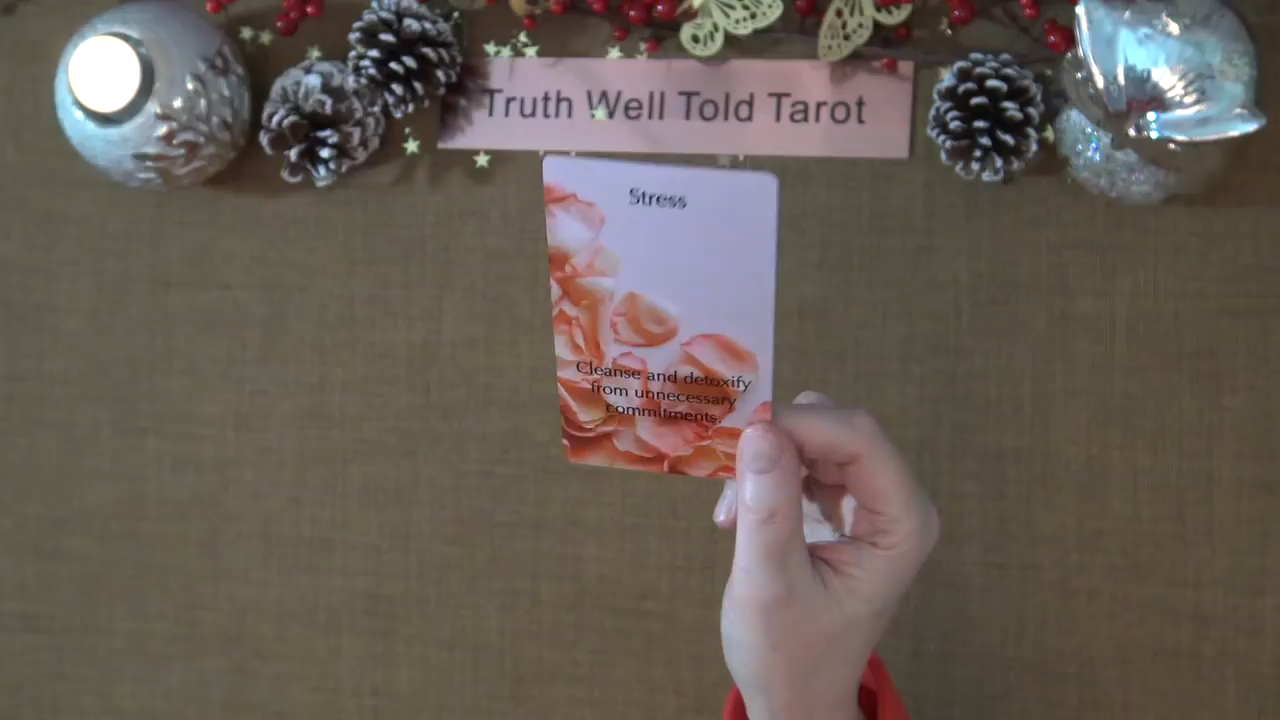 Truth Well Told Tarot
Stress
Cleanse and detoxify
from unnecessary
commitments.